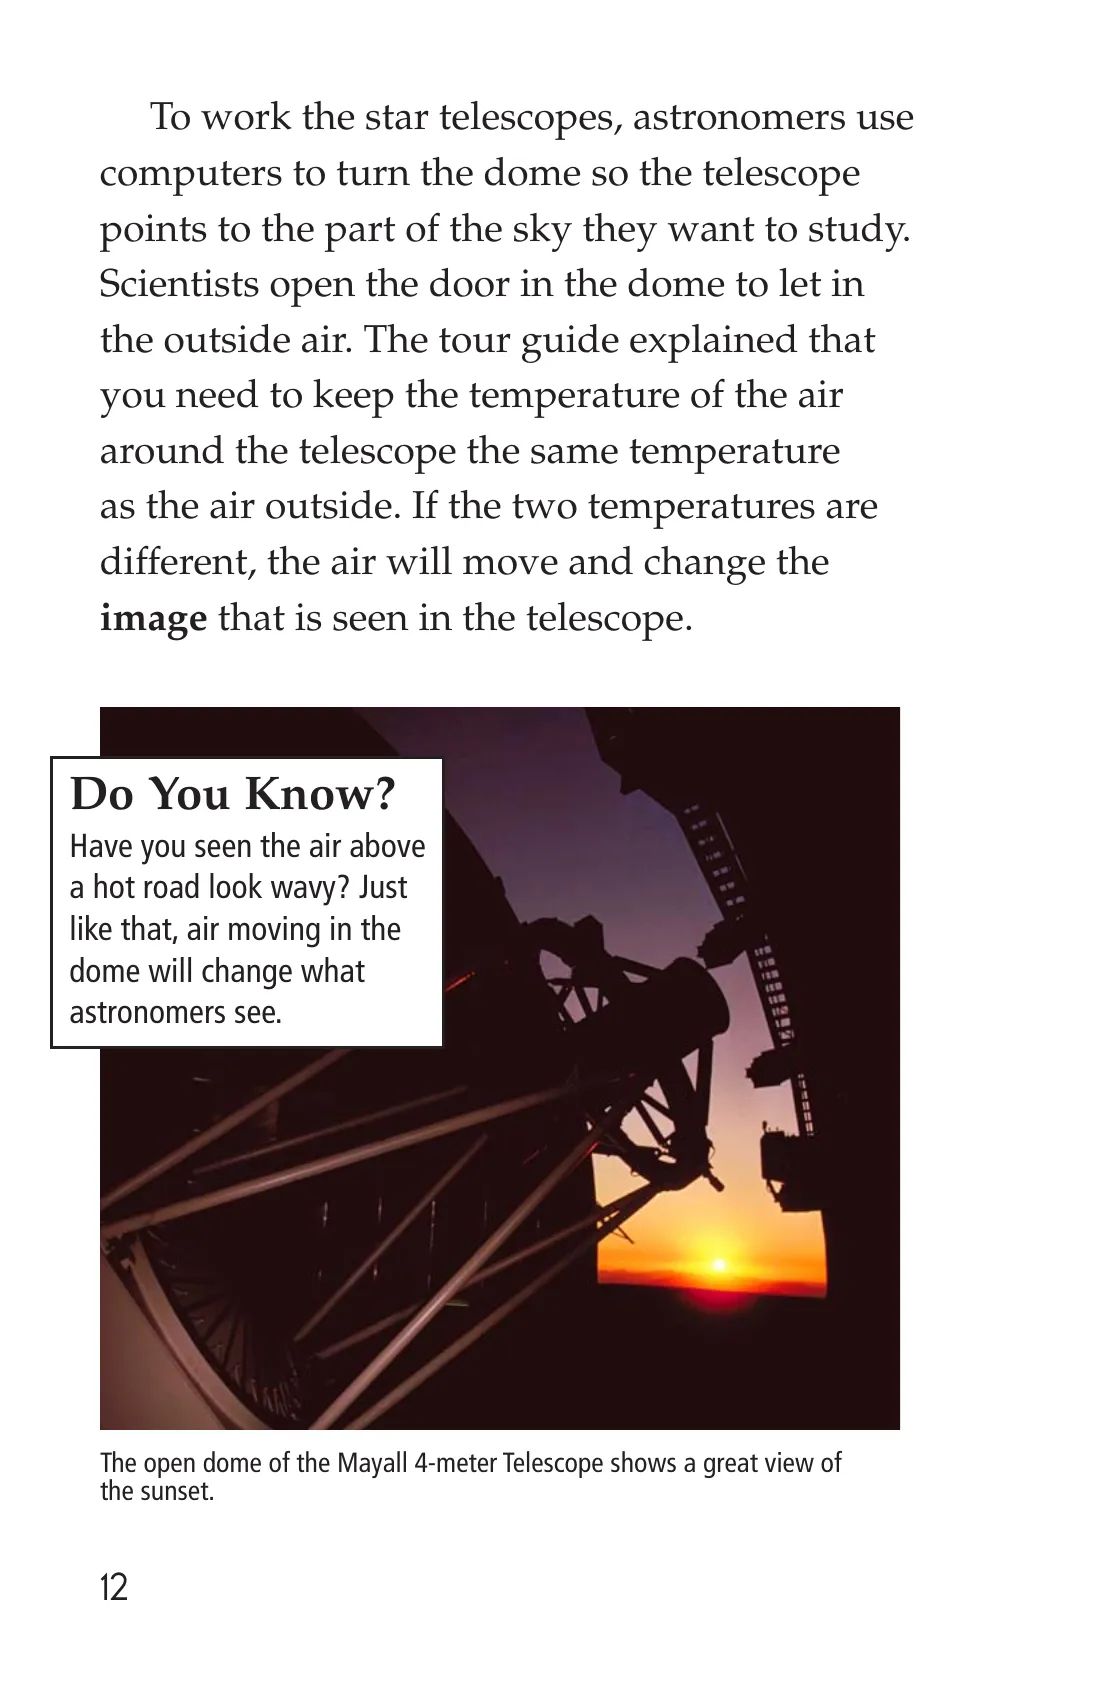 To work the star telescopes, astronomers use
computers to turn the dome so the telescope
points to the part of the sky they want to study.
Scientists open the door in the dome to let in
the outside air. The tour guide explained that
you need to keep the temperature of the air
around the telescope the same temperature
as the air outside. If the two temperatures are
different, the air will move and change the
image that is seen in the telescope.
Do You Know?
Have you seen the air above
a hot road look wavy? Just
like that, air moving in the
dome will change what
astronomers see.
The open dome of the Mayall 4-meter Telescope shows a great view of
the sunset.
12